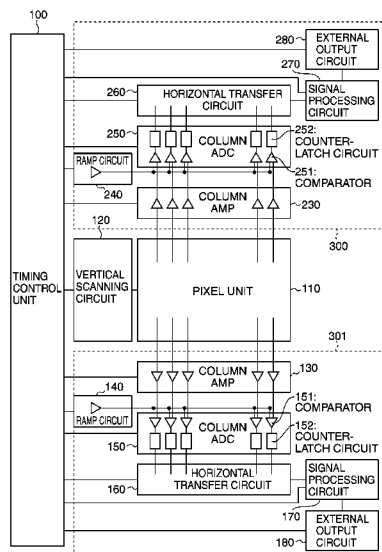 100
280
EXTERNAL
OUTPUT
CIRCUIT
270
260
HORIZONTAL TRANSFER
CIRCUIT
SIGNAL
PROCESSING
CIRCUIT
250
COLUMN
ADC
252:
COUNTER-
LATCH CIRCUIT
RAMP CIRCUIT
251:
COMPARATOR
240
COLUMN
AMP
230
120
300
TIMING
CONTROL
UNIT
VERTICAL
SCANNING
CIRCUIT
PIXEL UNIT
110
301
140
COLUMN
AMP
130
RAMP CIRCUIT
151:
COMPARATOR
150
COLUMN
ADC
152:
COUNTER-
LATCH CIRCUIT
160
HORIZONTAL
TRANSFER CIRCUIT
SIGNAL
PROCESSING
CIRCUIT
170
180
EXTERNAL
OUTPUT
CIRCUIT